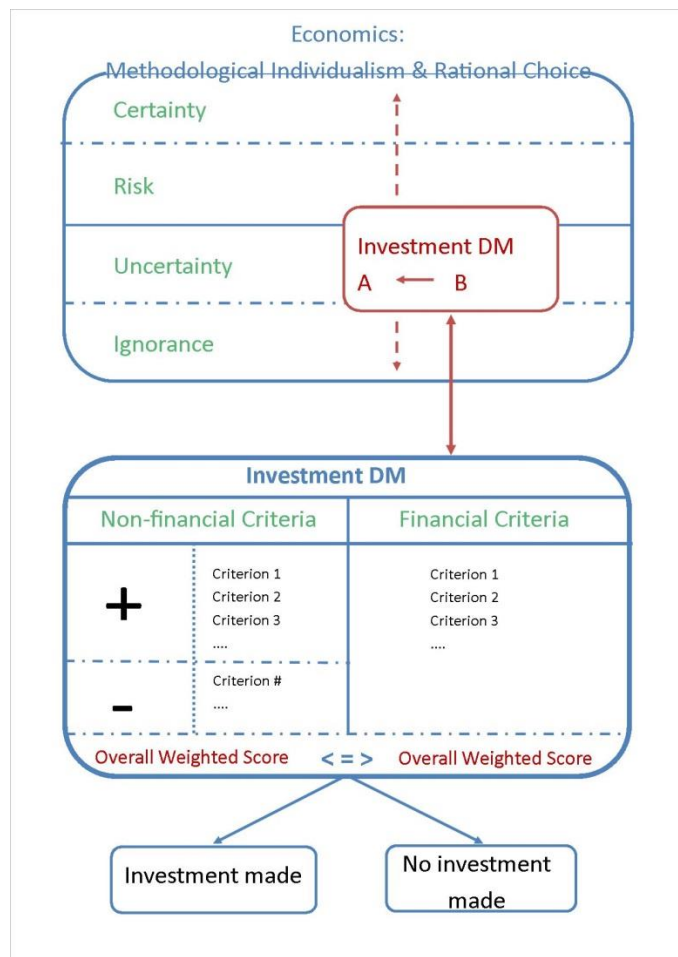 Economics:
Methodological Individualism & Rational Choice
Certainty
Risk
Investment DM
Uncertainty
A B
Ignorance
Investment DM
Non-financial Criteria
Financial Criteria
+
Criterion 1
Criterion 2
Criterion 3
....
Criterion 1
Criterion 2
Criterion 3
....
-
Criterion #
....
Overall Weighted Score < = > Overall Weighted Score
Investment made
No investment
made